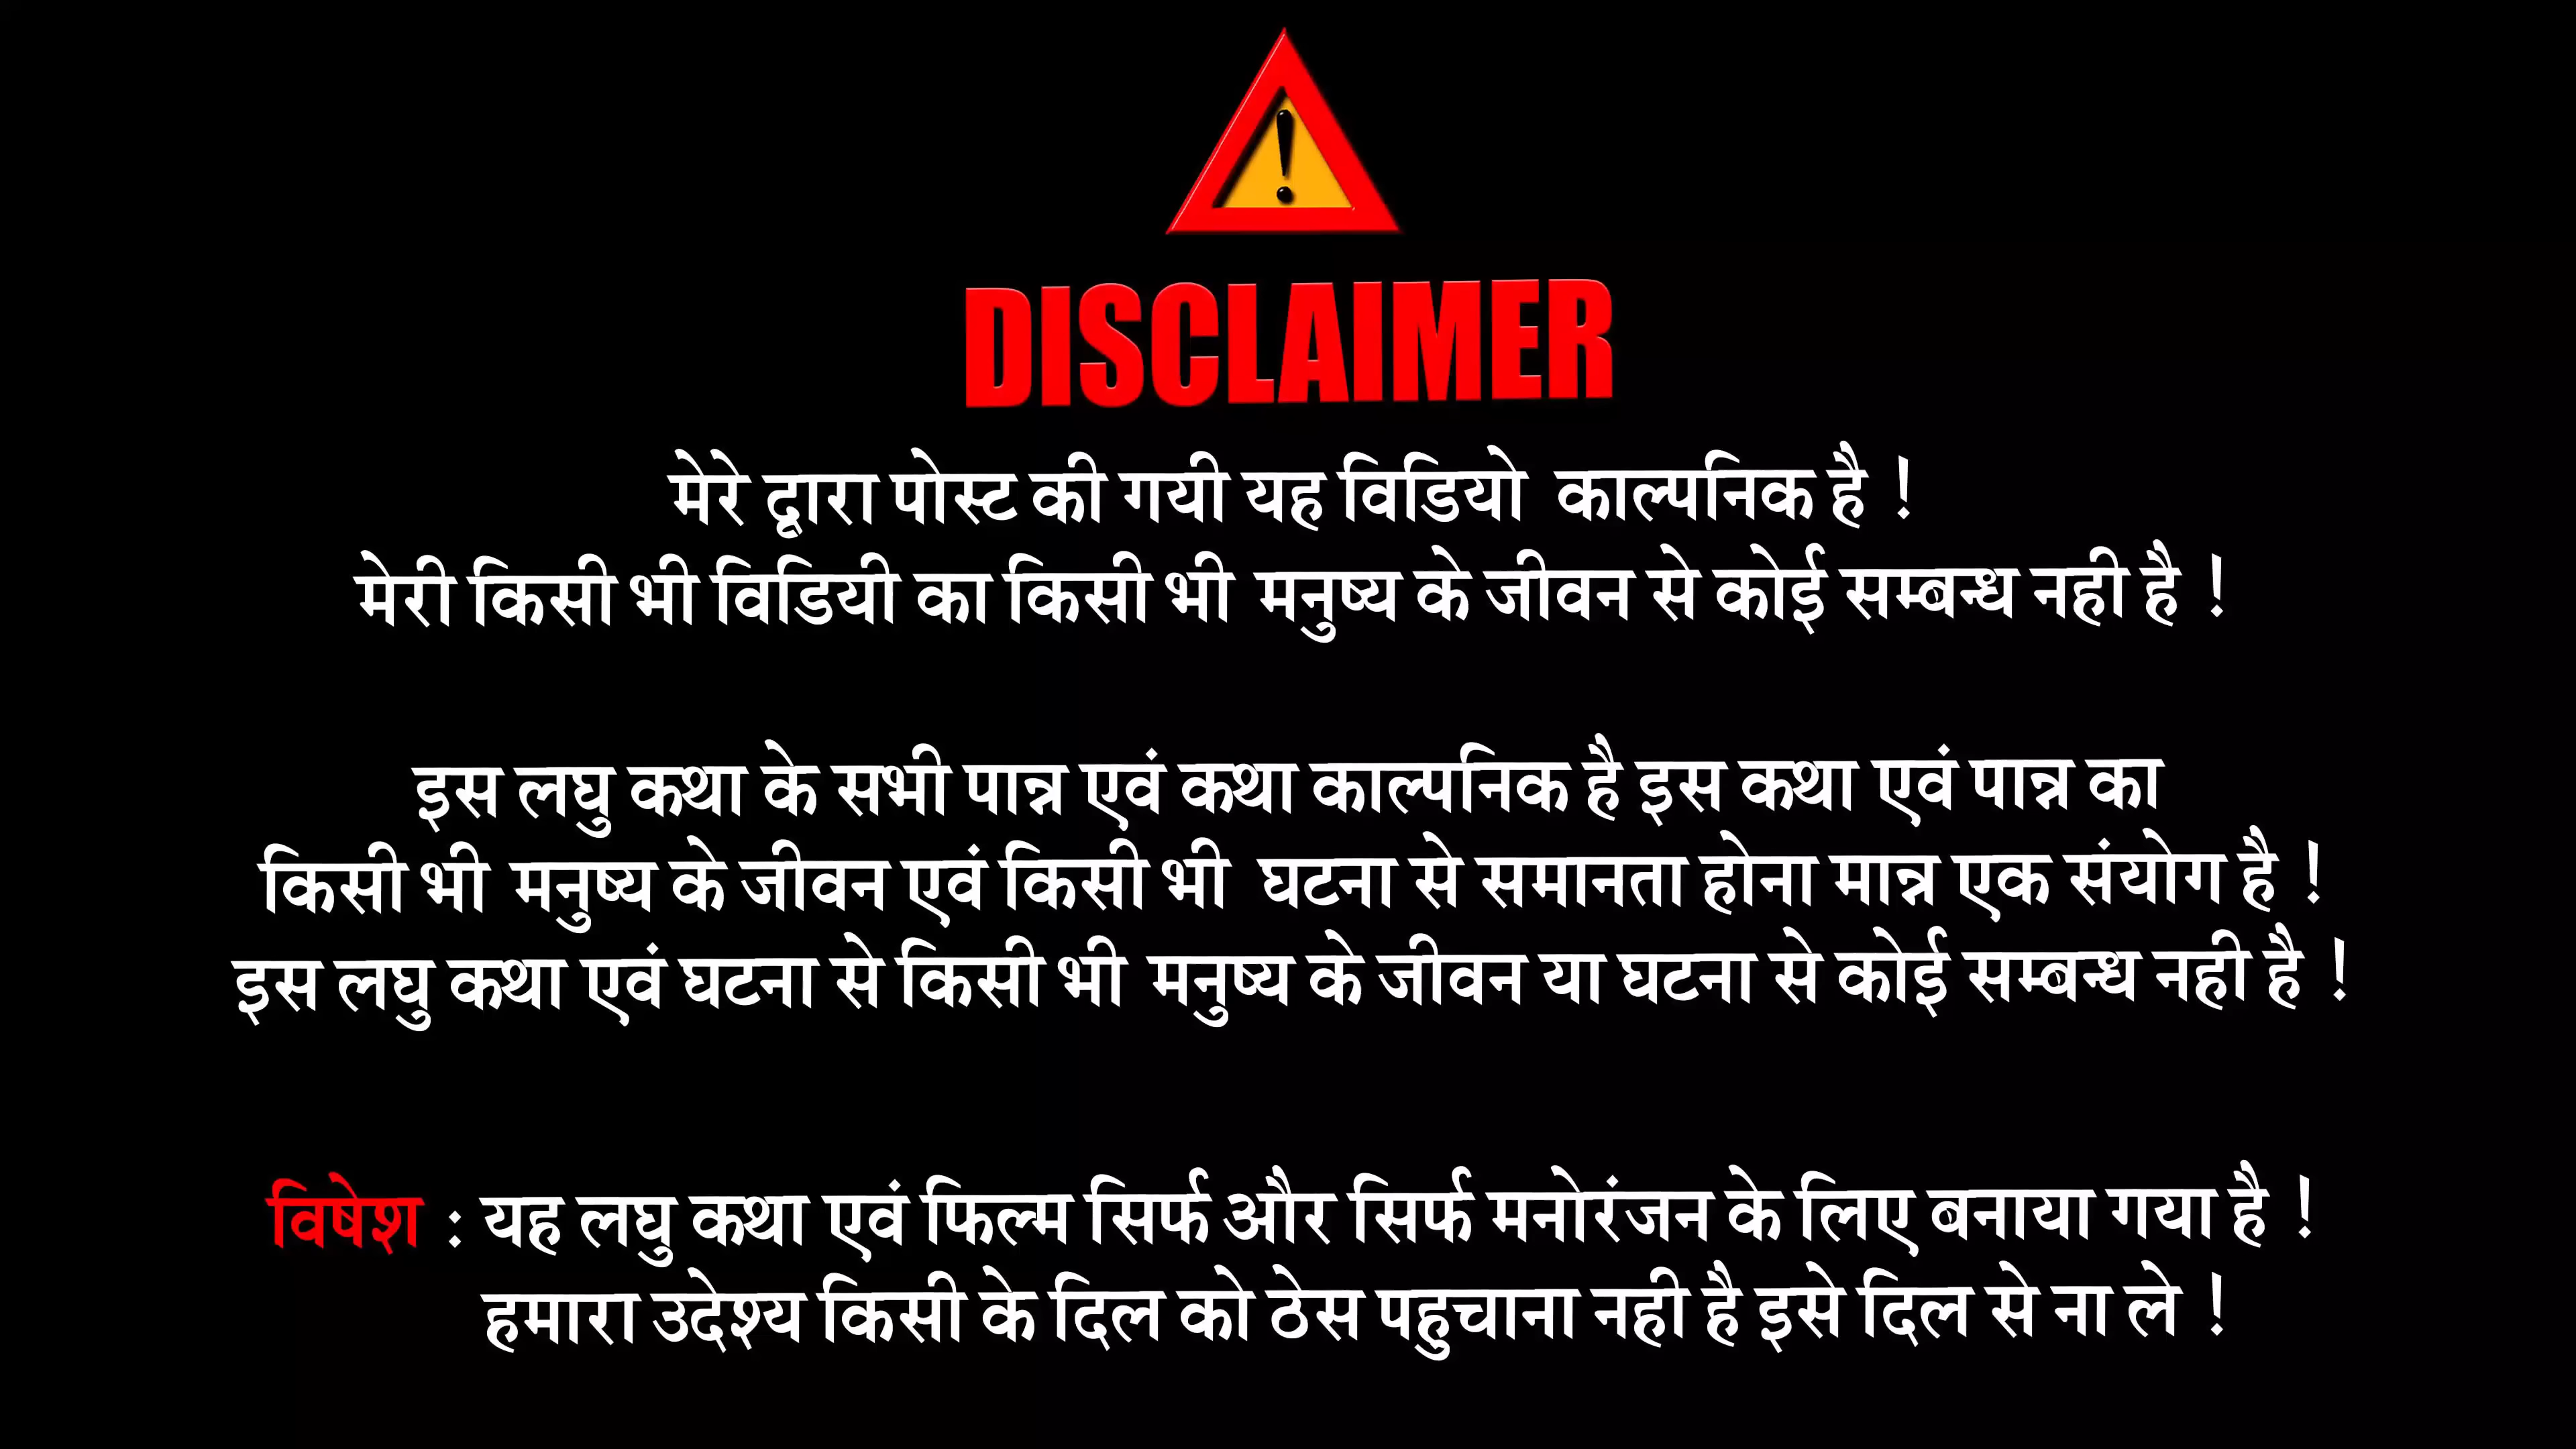 DISCLAIMER
मेरे द्वारा पोस्ट की गयी यह विडियो काल्पनिक है !
मेरी किसी भी विडियी का किसी भी मनुष्य के जीवन से कोई सम्बन्ध नही है !
इस लघु कथा के सभी पान्न एवं कथा काल्पनिक है इस कथा एवं पान्न का
किसी भी मनुष्य के जीवन एवं किसी भी घटना से समानता होना मान्न एक संयोग है !
इस लघु कथा एवं घटना से किसी भी मनुष्य के जीवन या घटना से कोई सम्बन्ध नही है !
विषेश : यह लघु कथा एवं फिल्म सिर्फ और सिर्फ मनोरंजन के लिए बनाया गया है !
हमारा उदेश्य किसी के दिल को ठेस पहुचाना नही है इसे दिल से ना ले !